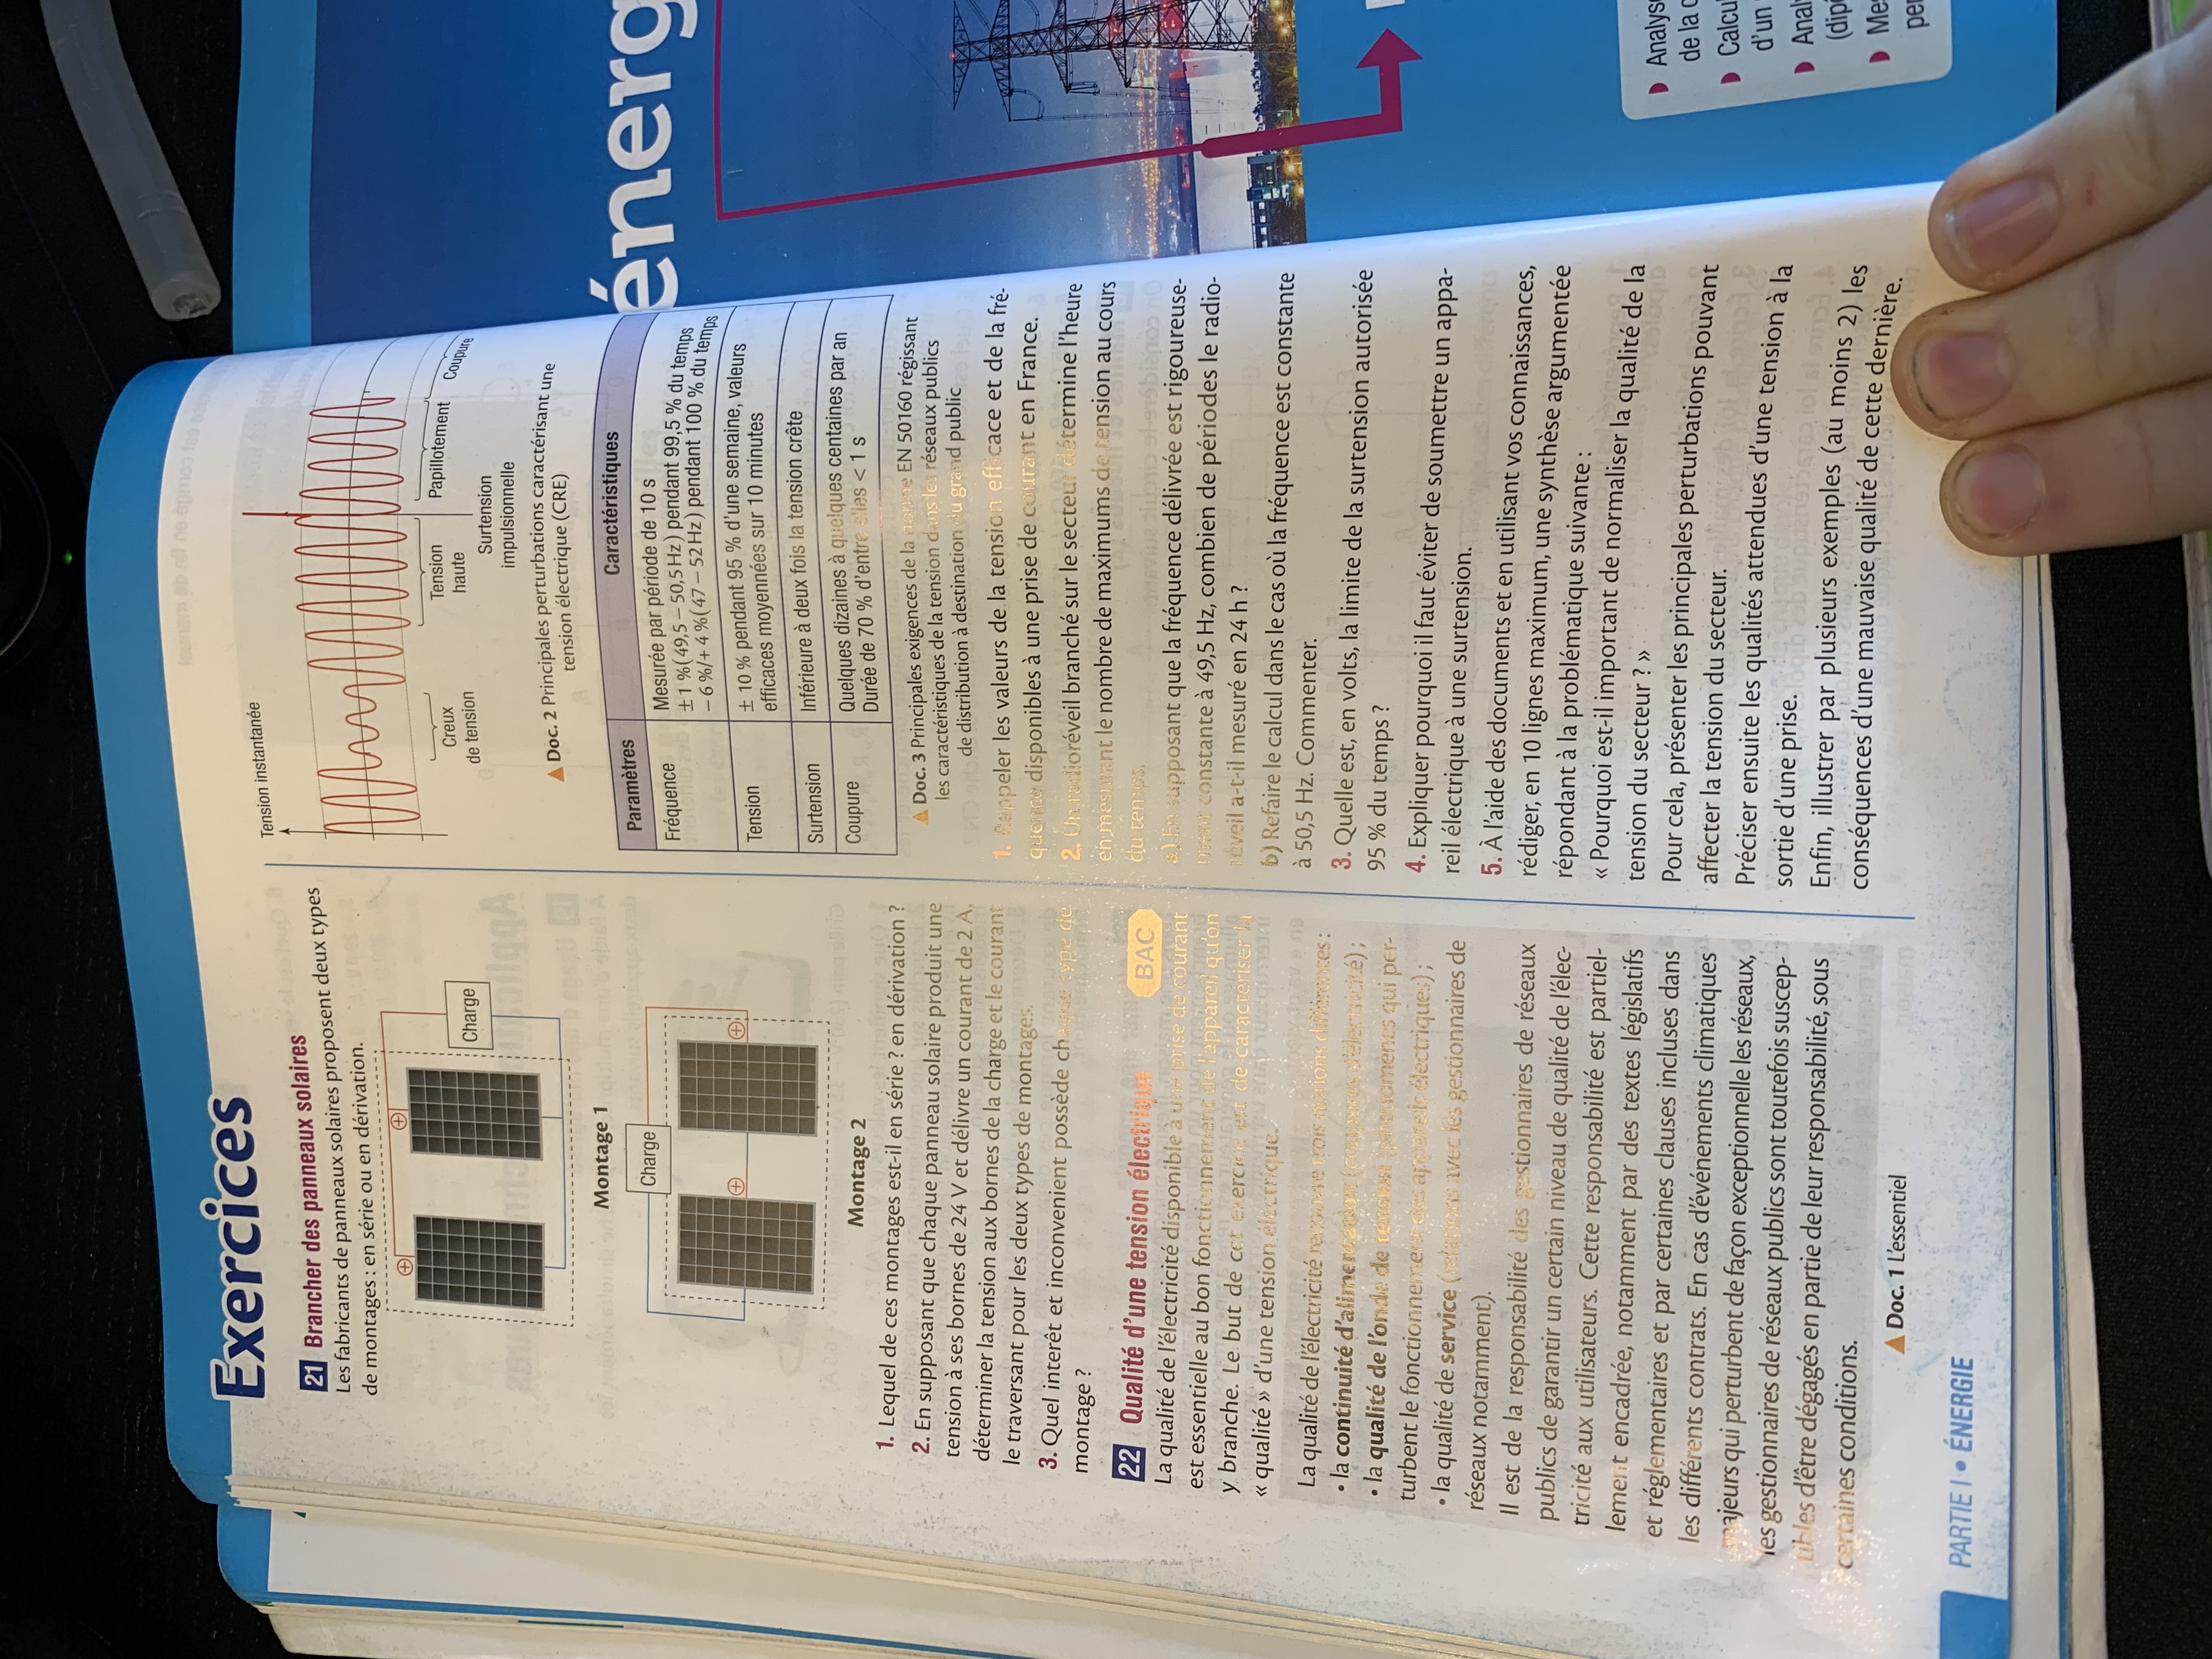 Exercices
21 Brancher des panneaux solaires
Les fabricants de panneaux solaires proposent deux types
de montages : en série ou en dérivation.
+
+
Charge
Montage 1
Charge
+
+
Montage 2
1. Lequel de ces montages est-il en série ? en dérivation ?
2. En supposant que chaque panneau solaire produit une
tension à ses bornes de 24 V et délivre un courant de 2 A,
déterminer la tension aux bornes de la charge et le courant
le traversant pour les deux types de montages.
3. Quel interêt et inconvenient possède chaque type de
montage ?
22 Qualité d'une tension électrique BAC
La qualité de l'électricité disponible à une prise de courant
est essentielle au bon fonctionnement de l'appareil qu'on
y branche. Le but de cet exercice est de caractériser la
« qualité » d'une tension électrique.
La qualité de l'électricité recouvre trois notions différentes :
• la continuité d'alimentation (coupures d'électricité) ;
• la qualité de l'onde de tension (phénomènes qui per-
turbent le fonctionnement des appareils électriques) ;
• la qualité de service (relations avec les gestionnaires de
réseaux notamment).
Il est de la responsabilité des gestionnaires de réseaux
publics de garantir un certain niveau de qualité de l'élec-
tricité aux utilisateurs. Cette responsabilité est partiel-
lement encadrée, notamment par des textes législatifs
et réglementaires et par certaines clauses incluses dans
les différents contrats. En cas d'événements climatiques
majeurs qui perturbent de façon exceptionnelle les réseaux,
les gestionnaires de réseaux publics sont toutefois suscep-
tibles d'être dégagés en partie de leur responsabilité, sous
certaines conditions.
Doc. 1 L'essentiel
PARTIE I • ÉNERGIE
Tension instantanée
Creux
de tension
Tension
haute
Surtension
impulsionnelle
Papillotement
Coupure
Doc. 2 Principales perturbations caractérisant une
tension électrique (CRE)
Paramètres Caractéristiques
Fréquence Mesurée par période de 10 s
± 1 % (49,5 – 50,5 Hz) pendant 99,5 % du temps
– 6 %/+ 4 % (47 – 52 Hz) pendant 100 % du temps
Tension ± 10 % pendant 95 % d'une semaine, valeurs
efficaces moyennées sur 10 minutes
Surtension Inférieure à deux fois la tension crête
Coupure Quelques dizaines à quelques centaines par an
Durée de 70 % d'entre elles < 1 s
Doc. 3 Principales exigences de la norme EN 50160 régissant
les caractéristiques de la tension dans les réseaux publics
de distribution à destination du grand public
1. Rappeler les valeurs de la tension efficace et de la fré-
quence disponibles à une prise de courant en France.
2. Un radioréveil branché sur le secteur détermine l'heure
en mesurant le nombre de maximums de tension au cours
du temps.
a) En supposant que la fréquence délivrée est rigoureuse-
ment constante à 49,5 Hz, combien de périodes le radio-
réveil a-t-il mesuré en 24 h ?
b) Refaire le calcul dans le cas où la fréquence est constante
à 50,5 Hz. Commenter.
3. Quelle est, en volts, la limite de la surtension autorisée
95 % du temps ?
4. Expliquer pourquoi il faut éviter de soumettre un appa-
reil électrique à une surtension.
5. À l'aide des documents et en utilisant vos connaissances,
rédiger, en 10 lignes maximum, une synthèse argumentée
répondant à la problématique suivante :
« Pourquoi est-il important de normaliser la qualité de la
tension du secteur ? »
Pour cela, présenter les principales perturbations pouvant
affecter la tension du secteur.
Préciser ensuite les qualités attendues d'une tension à la
sortie d'une prise.
Enfin, illustrer par plusieurs exemples (au moins 2) les
conséquences d'une mauvaise qualité de cette dernière.
énerg
Analys
de la
Calcu
d'un
Anal
(dip
Me
per